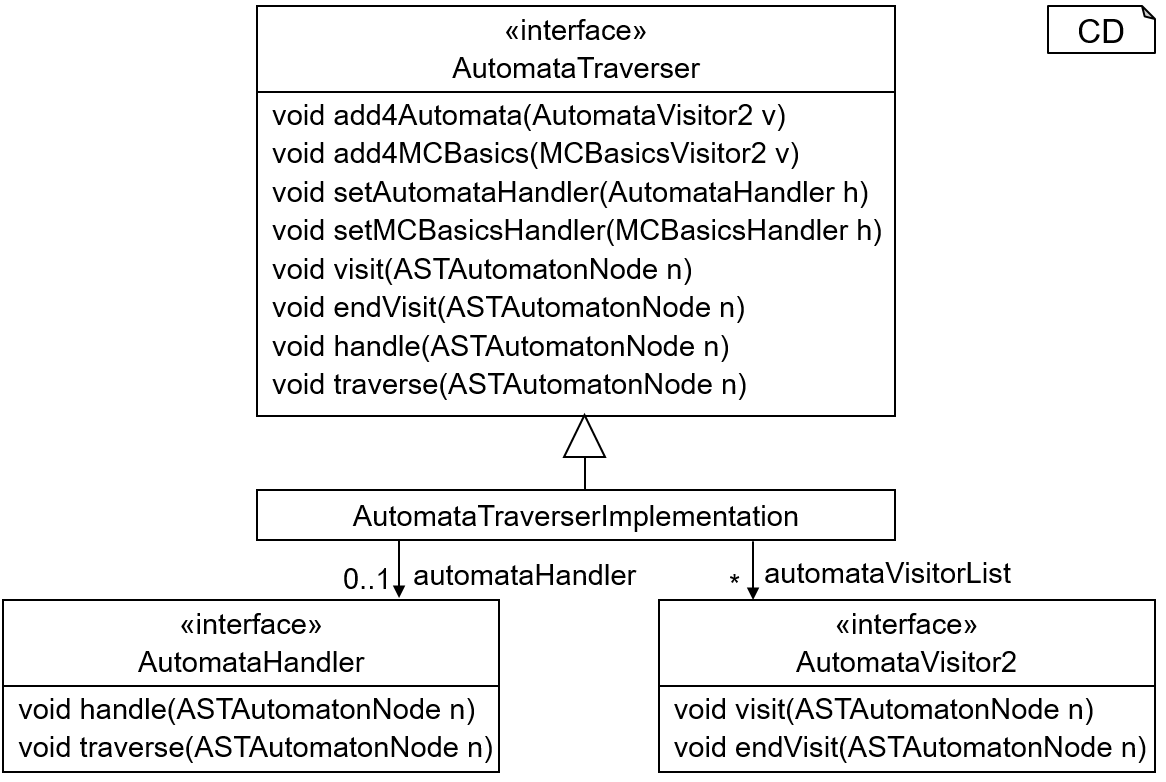 «interface»
AutomataTraverser
CD
void add4Automata(AutomataVisitor2 v)
void add4MCBasics(MCBasicsVisitor2 v)
void setAutomataHandler(AutomataHandler h)
void setMCBasicsHandler(MCBasicsHandler h)
void visit(ASTAutomatonNode n)
void endVisit(ASTAutomatonNode n)
void handle(ASTAutomatonNode n)
void traverse(ASTAutomatonNode n)
AutomataTraverserImplementation
0..1 automataHandler
* automataVisitorList
«interface»
AutomataHandler
void handle(ASTAutomatonNode n)
void traverse(ASTAutomatonNode n)
«interface»
AutomataVisitor2
void visit(ASTAutomatonNode n)
void endVisit(ASTAutomatonNode n)